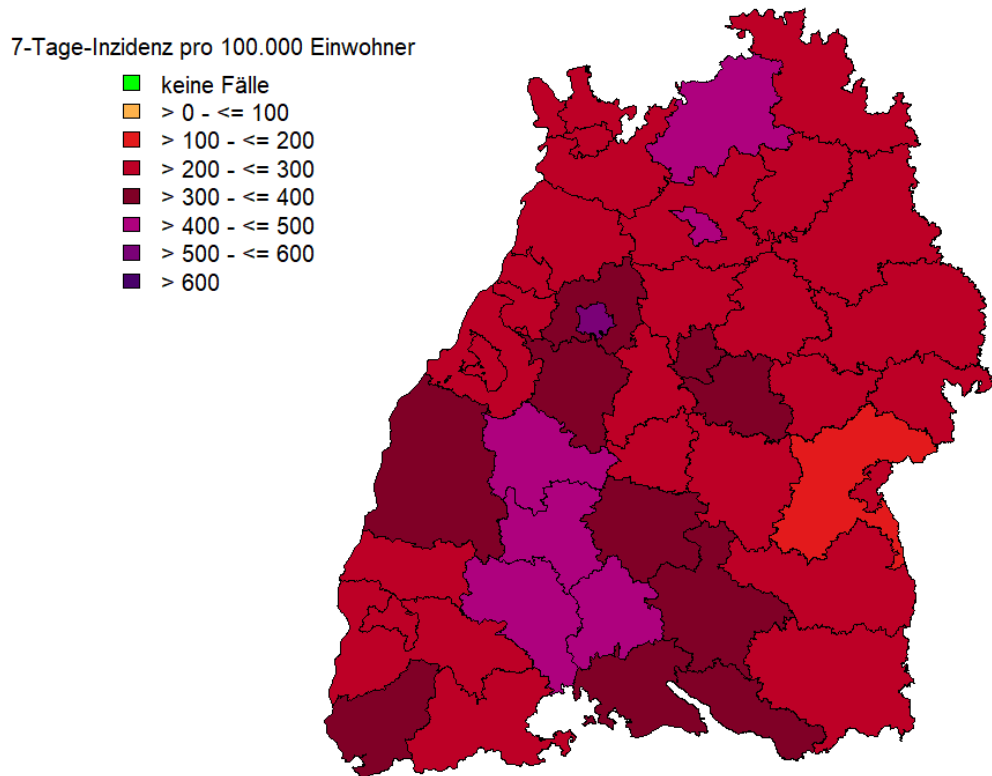 7-Tage-Inzidenz pro 100.000 Einwohner
keine Fälle
> 0 - <= 100
> 100 - <= 200
> 200 - <= 300
> 300 - <= 400
> 400 - <= 500
> 500 - <= 600
> 600